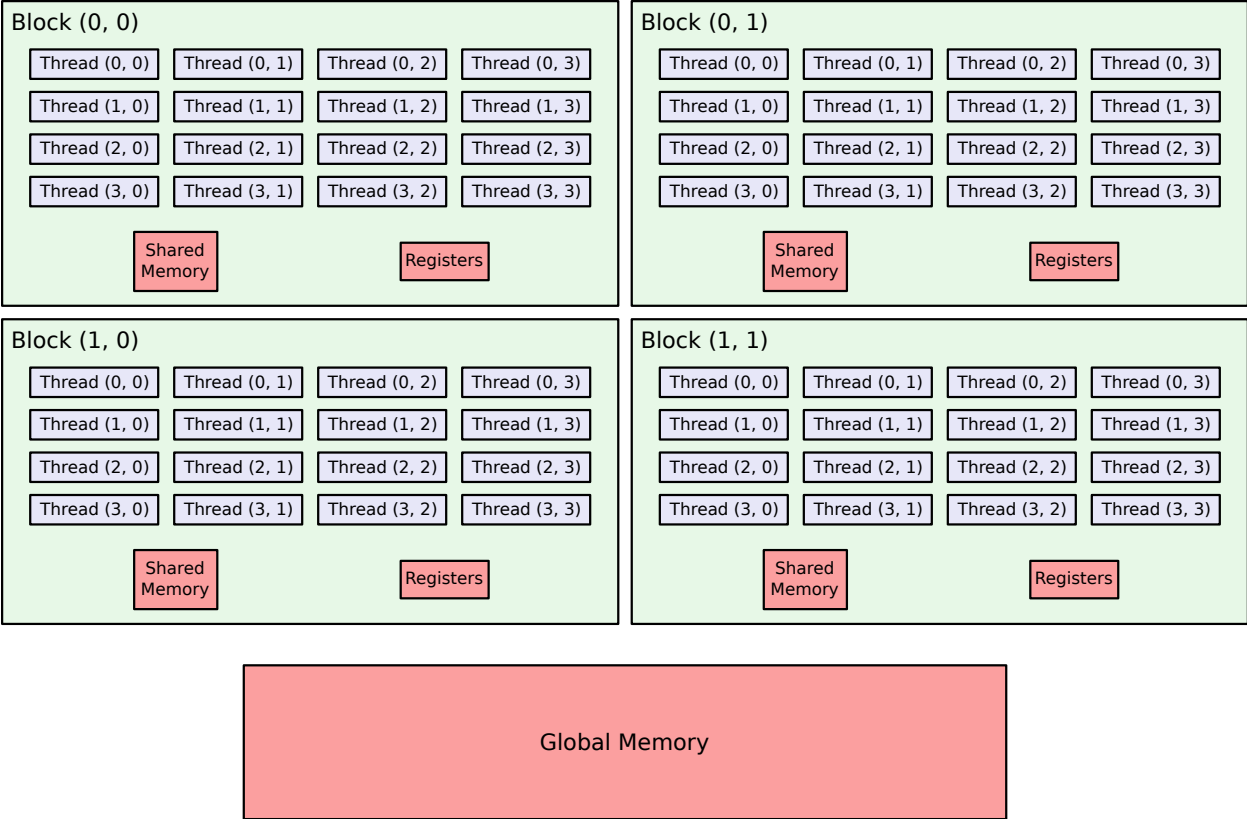 Block (0, 0)
Thread (0, 0) Thread (0, 1) Thread (0, 2) Thread (0, 3)
Thread (1, 0) Thread (1, 1) Thread (1, 2) Thread (1, 3)
Thread (2, 0) Thread (2, 1) Thread (2, 2) Thread (2, 3)
Thread (3, 0) Thread (3, 1) Thread (3, 2) Thread (3, 3)
Shared
Memory
Registers
Block (0, 1)
Thread (0, 0) Thread (0, 1) Thread (0, 2) Thread (0, 3)
Thread (1, 0) Thread (1, 1) Thread (1, 2) Thread (1, 3)
Thread (2, 0) Thread (2, 1) Thread (2, 2) Thread (2, 3)
Thread (3, 0) Thread (3, 1) Thread (3, 2) Thread (3, 3)
Shared
Memory
Registers
Block (1, 0)
Thread (0, 0) Thread (0, 1) Thread (0, 2) Thread (0, 3)
Thread (1, 0) Thread (1, 1) Thread (1, 2) Thread (1, 3)
Thread (2, 0) Thread (2, 1) Thread (2, 2) Thread (2, 3)
Thread (3, 0) Thread (3, 1) Thread (3, 2) Thread (3, 3)
Shared
Memory
Registers
Block (1, 1)
Thread (0, 0) Thread (0, 1) Thread (0, 2) Thread (0, 3)
Thread (1, 0) Thread (1, 1) Thread (1, 2) Thread (1, 3)
Thread (2, 0) Thread (2, 1) Thread (2, 2) Thread (2, 3)
Thread (3, 0) Thread (3, 1) Thread (3, 2) Thread (3, 3)
Shared
Memory
Registers
Global Memory